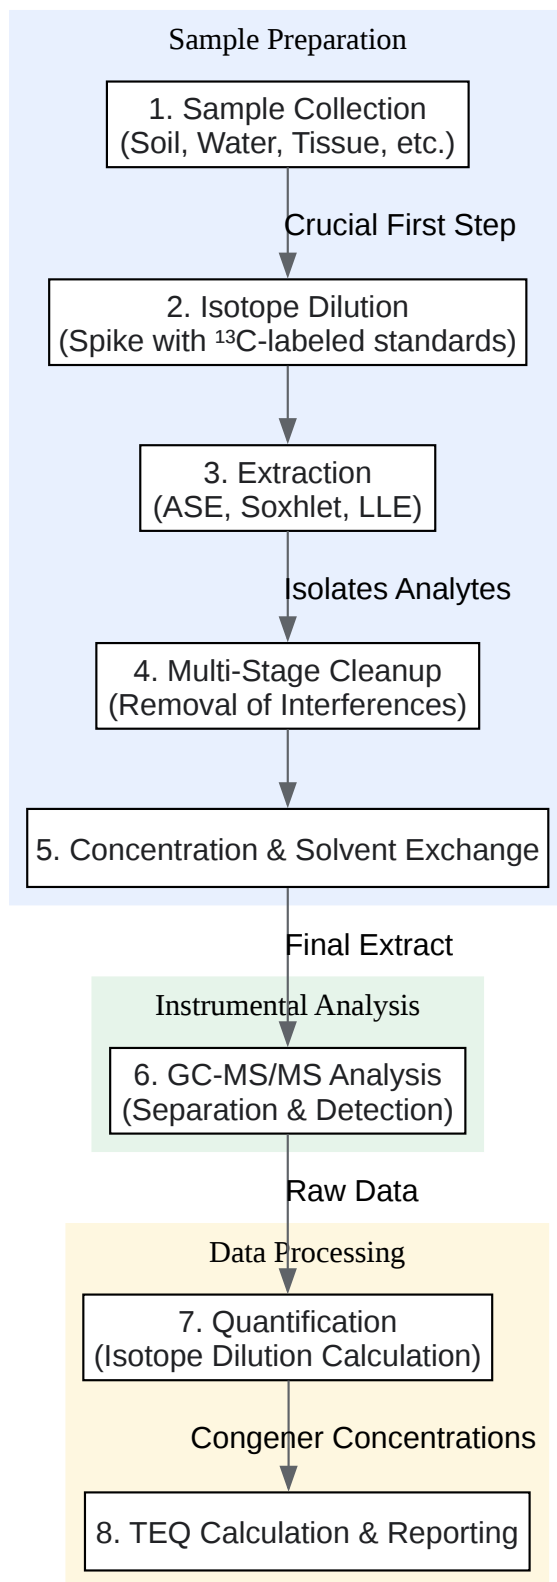 Sample Preparation
1. Sample Collection
(Soil, Water, Tissue, etc.)
Crucial First Step
2. Isotope Dilution
(Spike with ¹³C-labeled standards)
3. Extraction
(ASE, Soxhlet, LLE)
Isolates Analytes
4. Multi-Stage Cleanup
(Removal of Interferences)
5. Concentration & Solvent Exchange
Final Extract
Instrumental Analysis
6. GC-MS/MS Analysis
(Separation & Detection)
Raw Data
Data Processing
7. Quantification
(Isotope Dilution Calculation)
Congener Concentrations
8. TEQ Calculation & Reporting